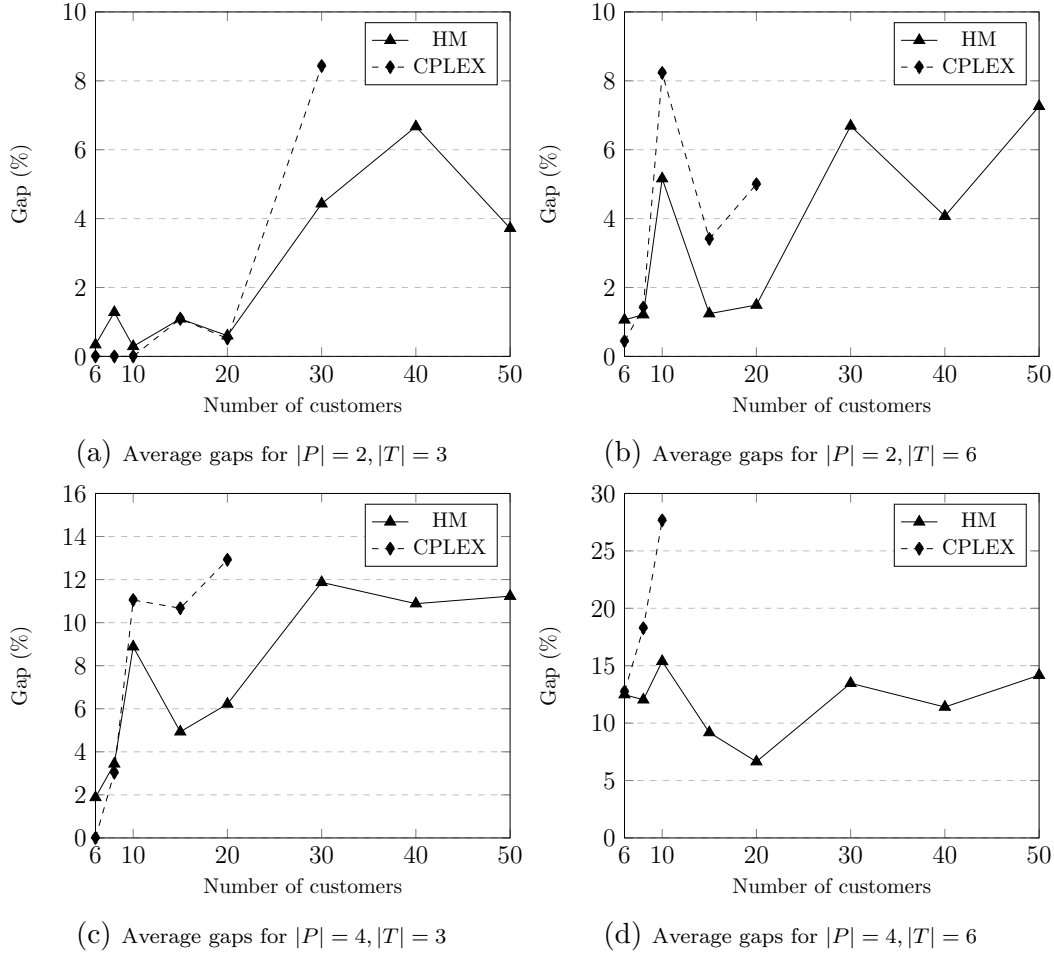 10
8
6
4
2
0
Gap (%)
HM
CPLEX
6 10 20 30 40 50
Number of customers
(a) Average gaps for |P| = 2, |T| = 3
10
8
6
4
2
0
Gap (%)
HM
CPLEX
6 10 20 30 40 50
Number of customers
(b) Average gaps for |P| = 2, |T| = 6
16
14
12
10
8
6
4
2
0
Gap (%)
HM
CPLEX
6 10 20 30 40 50
Number of customers
(c) Average gaps for |P| = 4, |T| = 3
30
25
20
15
10
5
0
Gap (%)
HM
CPLEX
6 10 20 30 40 50
Number of customers
(d) Average gaps for |P| = 4, |T| = 6